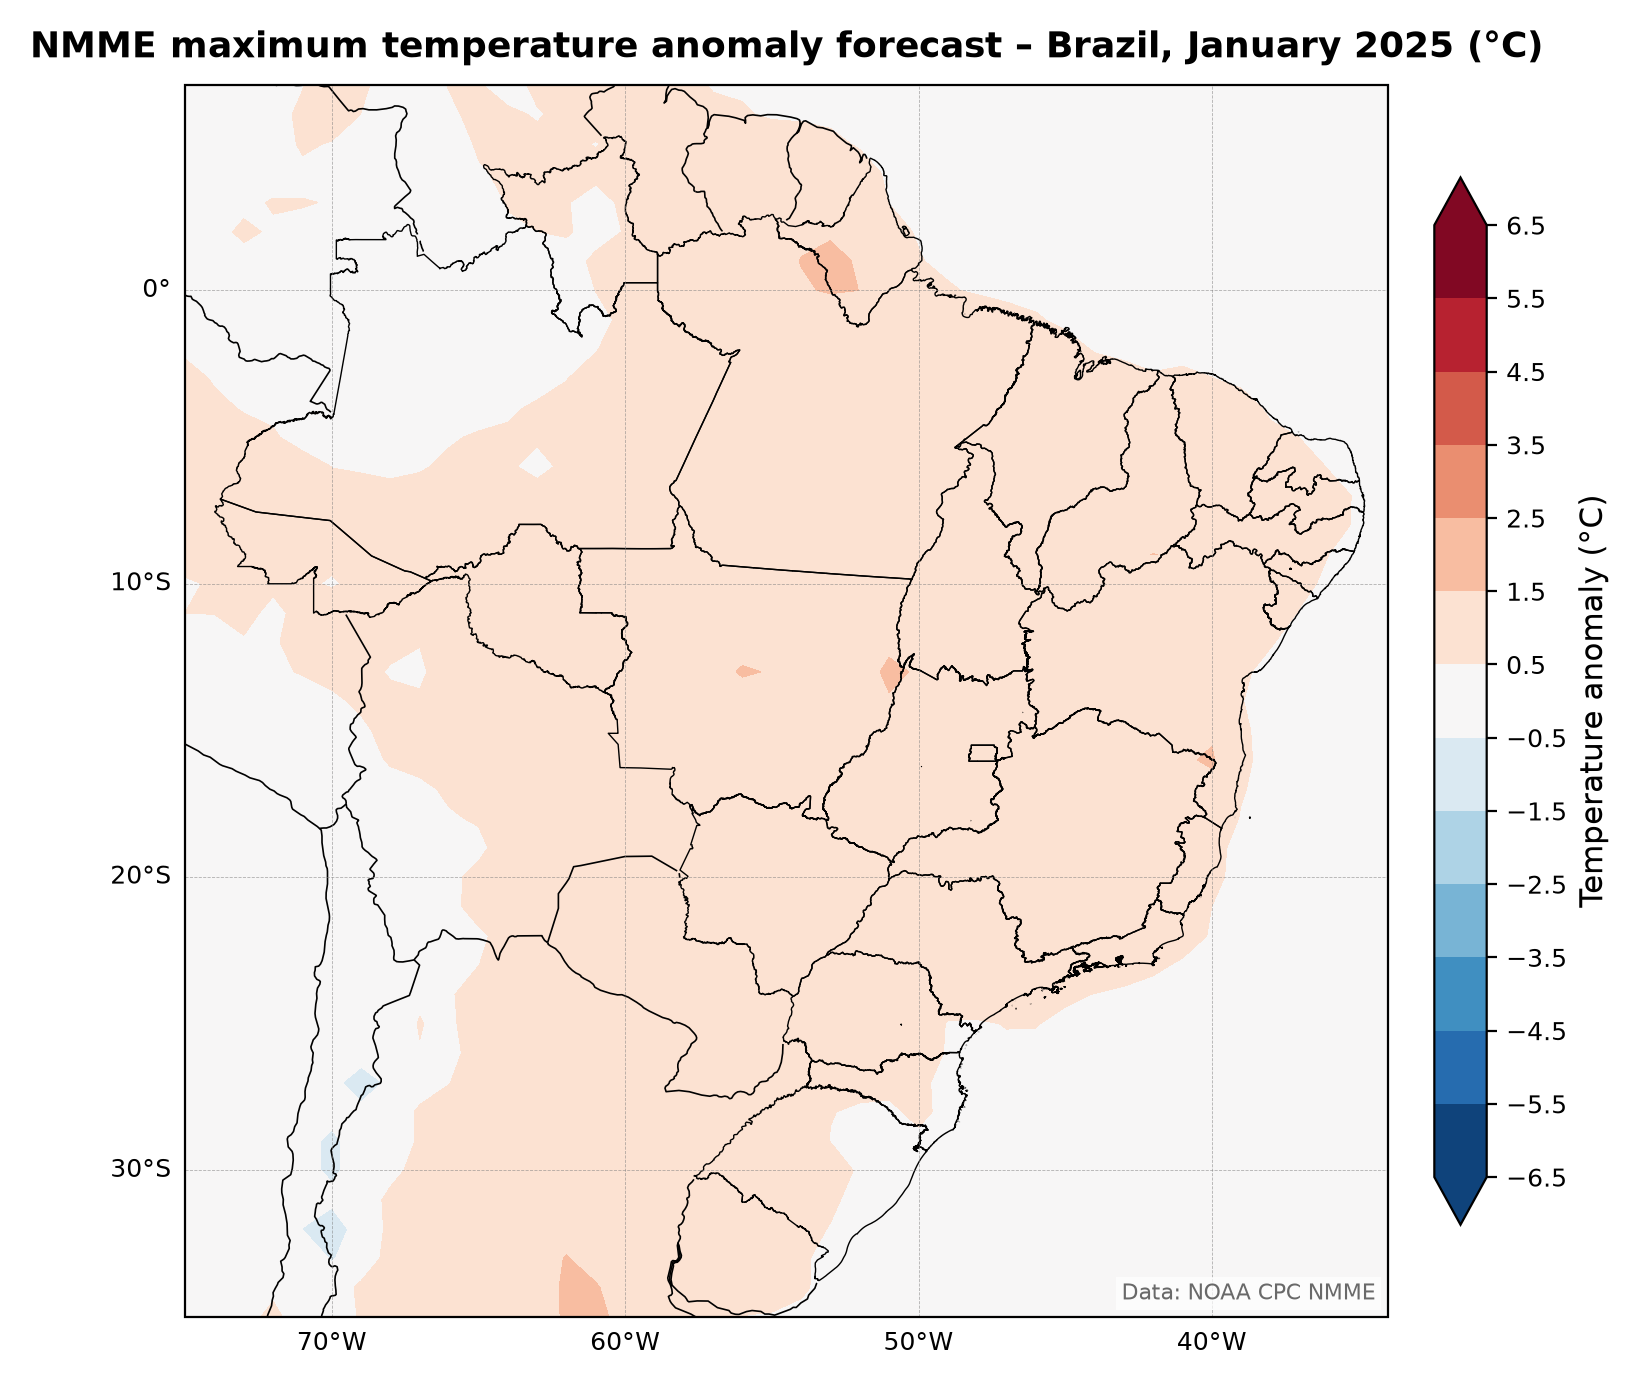 NMME maximum temperature anomaly forecast – Brazil, January 2025 (°C)
0°
10°S
20°S
30°S
70°W
60°W
50°W
40°W
6.5
5.5
4.5
3.5
2.5
1.5
0.5
−0.5
−1.5
−2.5
−3.5
−4.5
−5.5
−6.5
Temperature anomaly (°C)
Data: NOAA CPC NMME